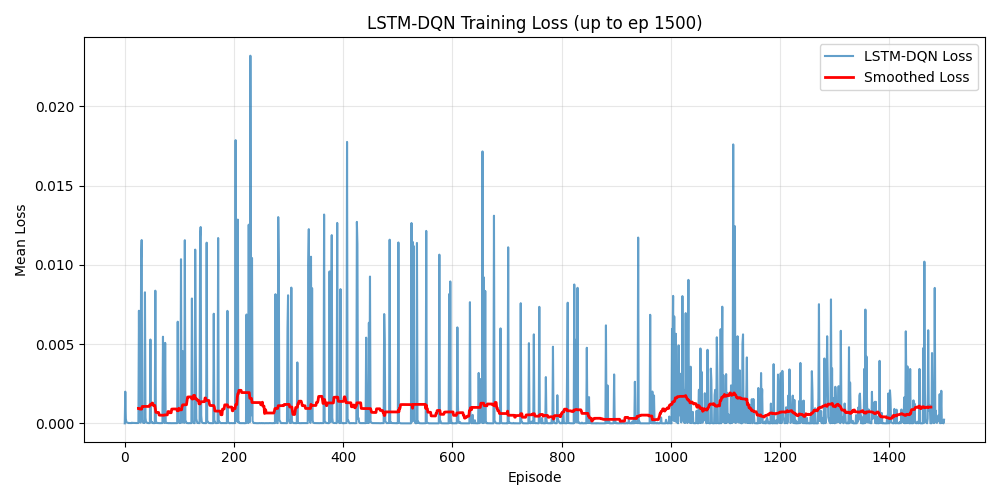 LSTM-DQN Training Loss (up to ep 1500)
LSTM-DQN Loss
Smoothed Loss
Mean Loss
0.020
0.015
0.010
0.005
0.000
0 200 400 600 800 1000 1200 1400
Episode